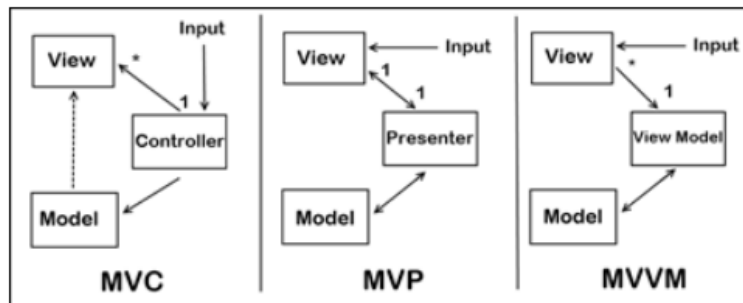 Input
View
*
1
Controller
Model
MVC
View
Input
1
1
Presenter
Model
MVP
View
Input
*
1
View Model
Model
MVVM